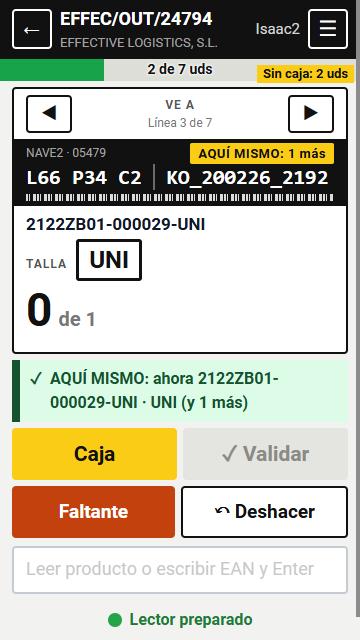 ←
EFFEC/OUT/24794
EFFECTIVE LOGISTICS, S.L.
Isaac2
☰
2 de 7 uds
Sin caja: 2 uds
◀
VE A
Línea 3 de 7
▶
NAVE2 · 05479
AQUÍ MISMO: 1 más
L66 P34 C2 | KO_200226_2192
2122ZB01-000029-UNI
TALLA UNI
0 de 1
✓ AQUÍ MISMO: ahora 2122ZB01-
000029-UNI · UNI (y 1 más)
Caja
✓ Validar
Faltante
↶ Deshacer
Leer producto o escribir EAN y Enter
Lector preparado